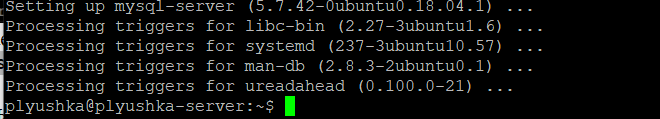 Setting up mysql-server (5.7.42-0ubuntu0.18.04.1) ...
Processing triggers for libc-bin (2.27-3ubuntu1.6) ...
Processing triggers for systemd (237-3ubuntu10.57) ...
Processing triggers for man-db (2.8.3-2ubuntu0.1) ...
Processing triggers for ureadahead (0.100.0-21) ...
plyushka@plyushka-server:~$